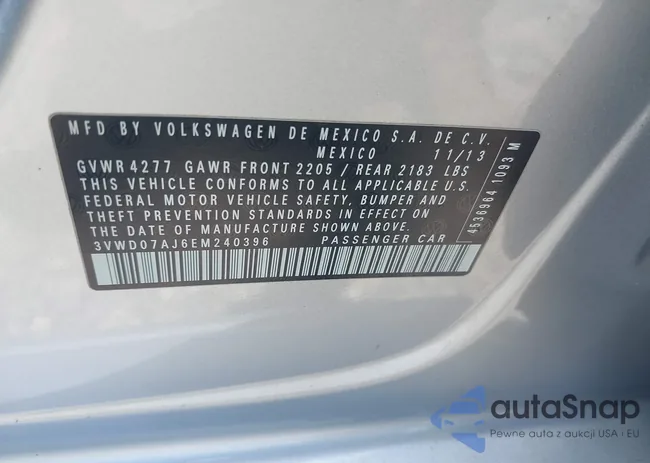 MFD BY VOLKSWAGEN DE MEXICO S.A. DE C.V.
MEXICO 11/13
GVWR 4277 GAWR FRONT 2205 / REAR 2183 LBS
THIS VEHICLE CONFORMS TO ALL APPLICABLE U.S.
FEDERAL MOTOR VEHICLE SAFETY, BUMPER AND
THEFT PREVENTION STANDARDS IN EFFECT ON
THE DATE OF MANUFACTURE SHOWN ABOVE.
3VWD07AJ6EM240396 PASSENGER CAR
4536964 1093 M
autaSnap
Pewne auta z aukcji USA i EU